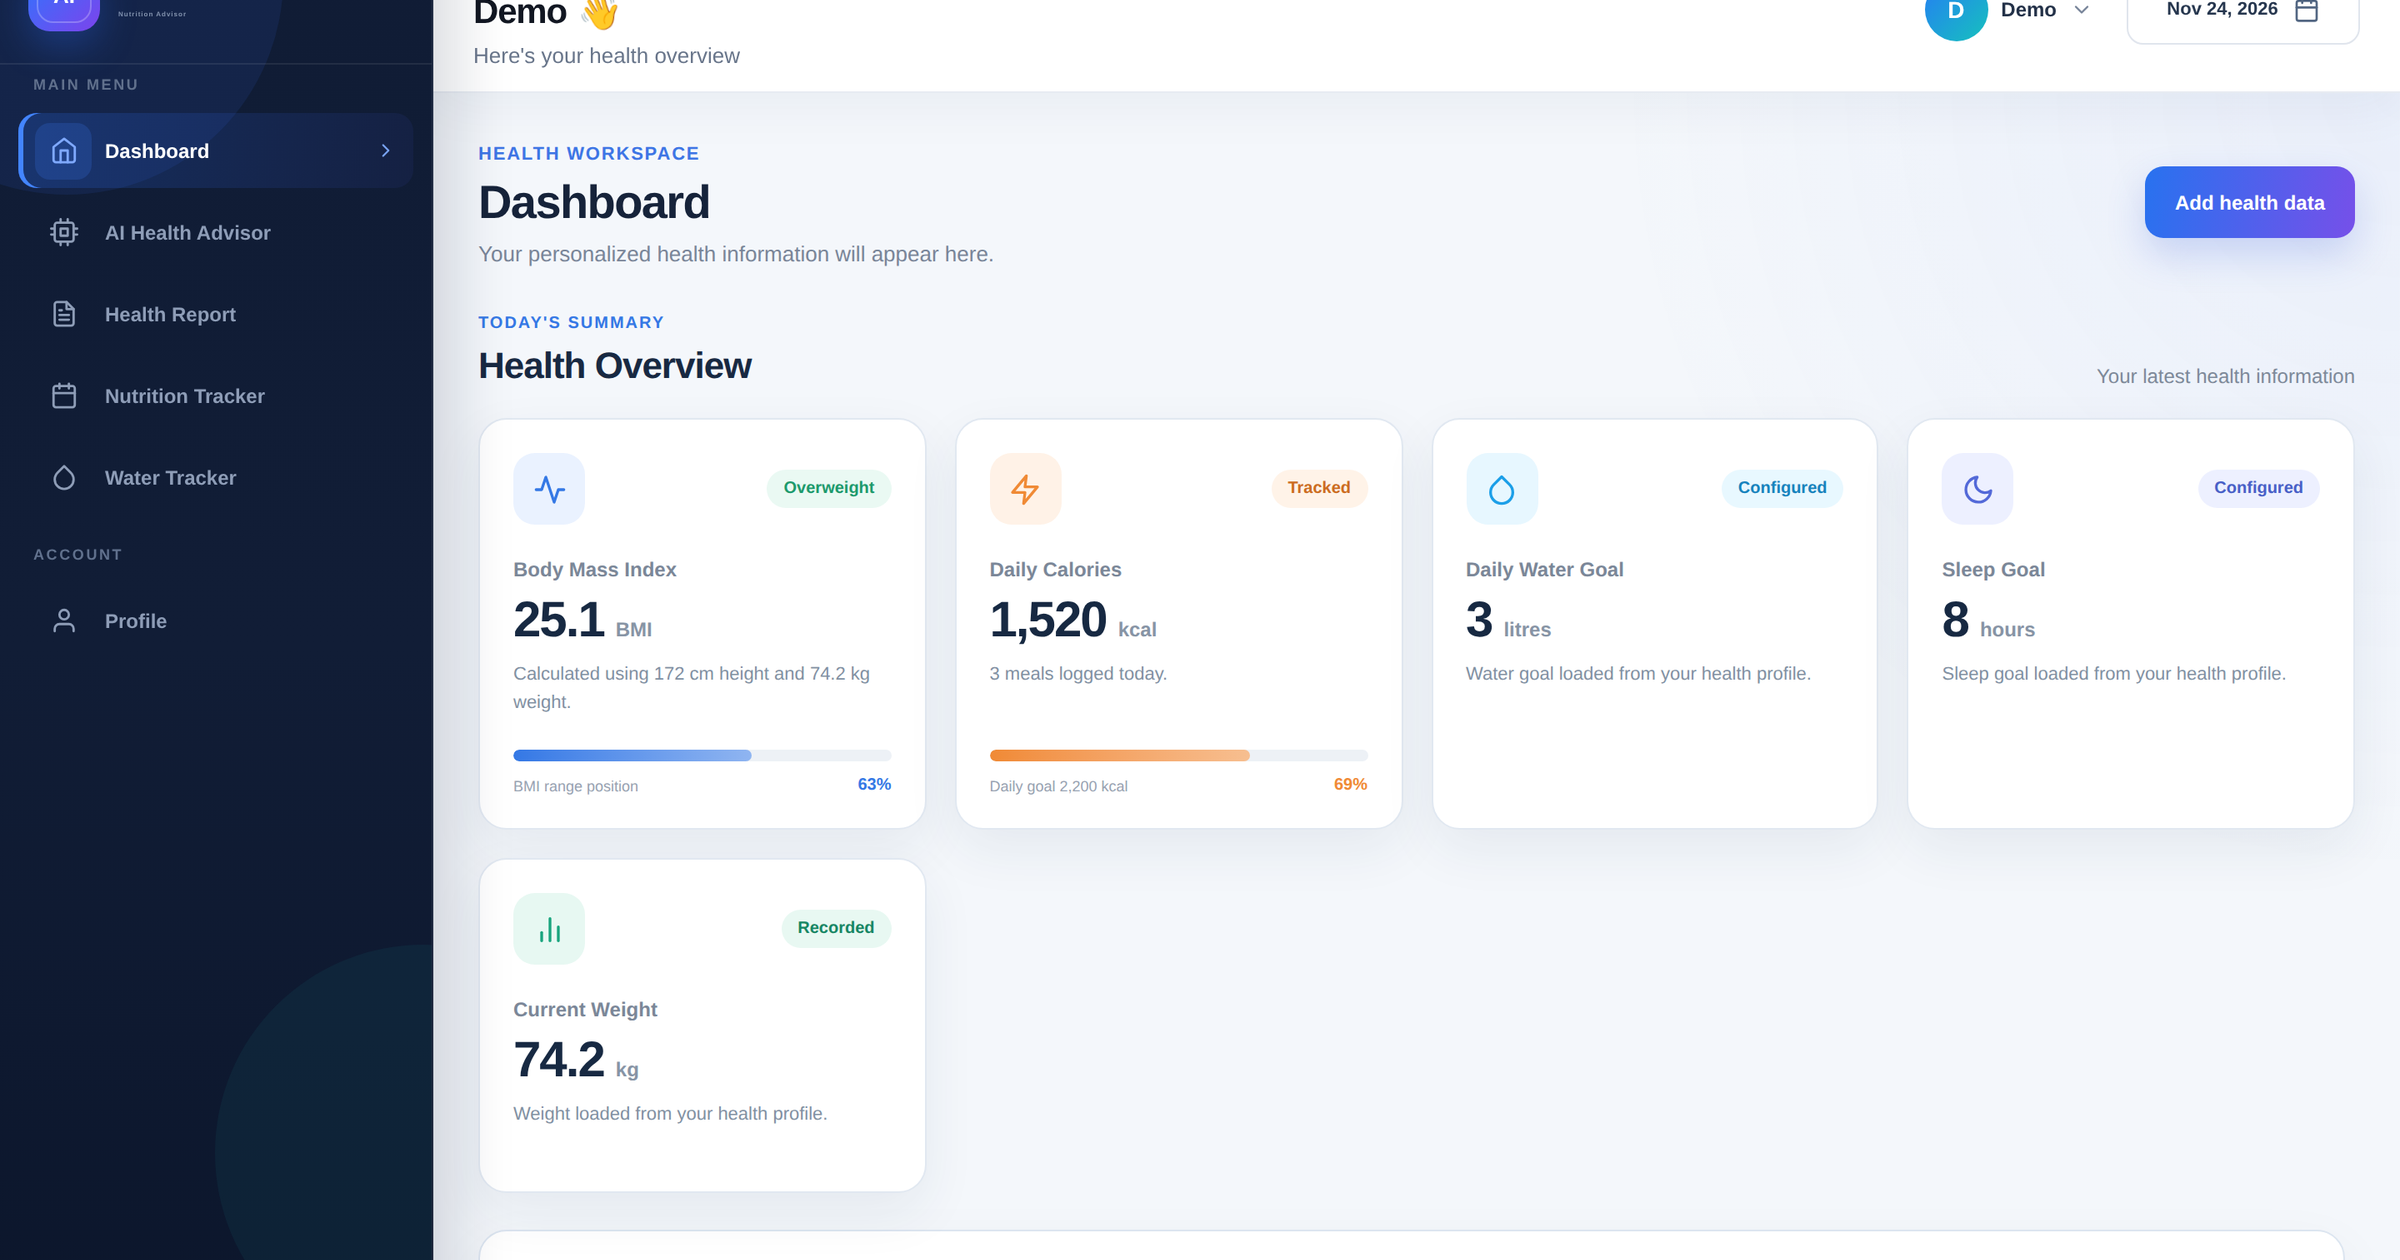 Nutrition Advisor
MAIN MENU
Dashboard
AI Health Advisor
Health Report
Nutrition Tracker
Water Tracker
ACCOUNT
Profile
Demo 👋
Here's your health overview
D
Demo
Nov 24, 2026
HEALTH WORKSPACE
Dashboard
Your personalized health information will appear here.
Add health data
TODAY'S SUMMARY
Health Overview
Your latest health information
Overweight
Body Mass Index
25.1 BMI
Calculated using 172 cm height and 74.2 kg
weight.
BMI range position
63%
Tracked
Daily Calories
1,520 kcal
3 meals logged today.
Daily goal 2,200 kcal
69%
Configured
Daily Water Goal
3 litres
Water goal loaded from your health profile.
Configured
Sleep Goal
8 hours
Sleep goal loaded from your health profile.
Recorded
Current Weight
74.2 kg
Weight loaded from your health profile.